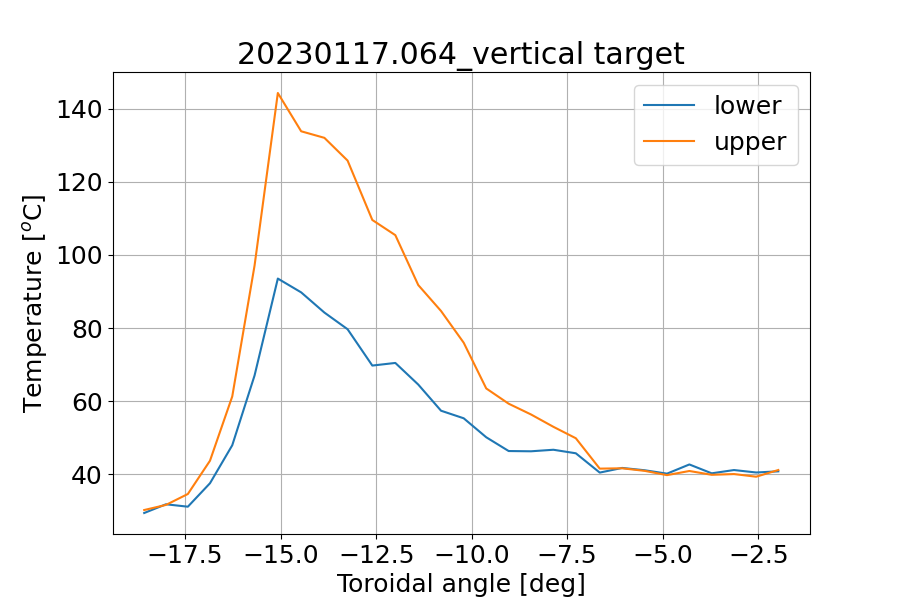 20230117.064_vertical target
lower
upper
Temperature [°C]
140
120
100
80
60
40
−17.5 −15.0 −12.5 −10.0 −7.5 −5.0 −2.5
Toroidal angle [deg]